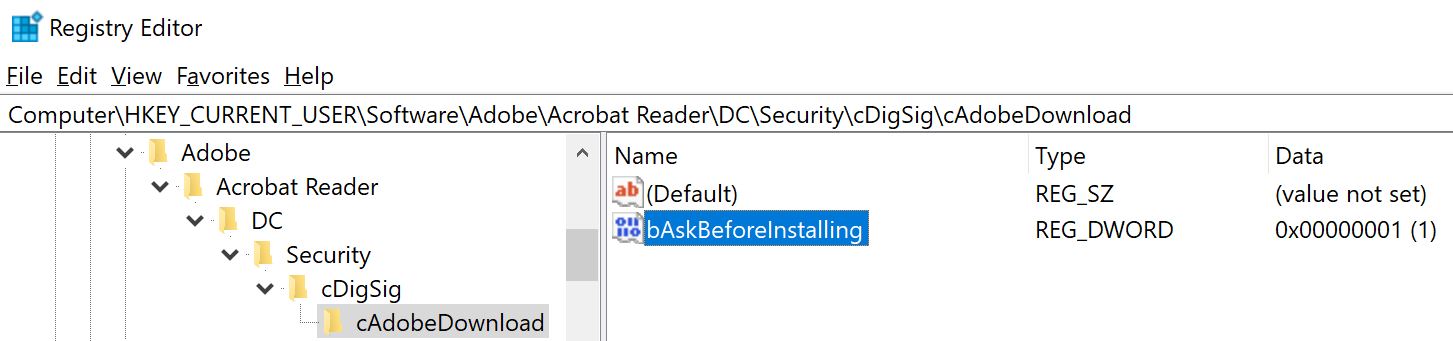 Registry Editor
File Edit View Favorites Help
Computer\HKEY_CURRENT_USER\Software\Adobe\Acrobat Reader\DC\Security\cDigSig\cAdobeDownload
Adobe
Acrobat Reader
DC
Security
cDigSig
cAdobeDownload
Name Type Data
ab (Default) REG_SZ (value not set)
bAskBeforeInstalling REG_DWORD 0x00000001 (1)